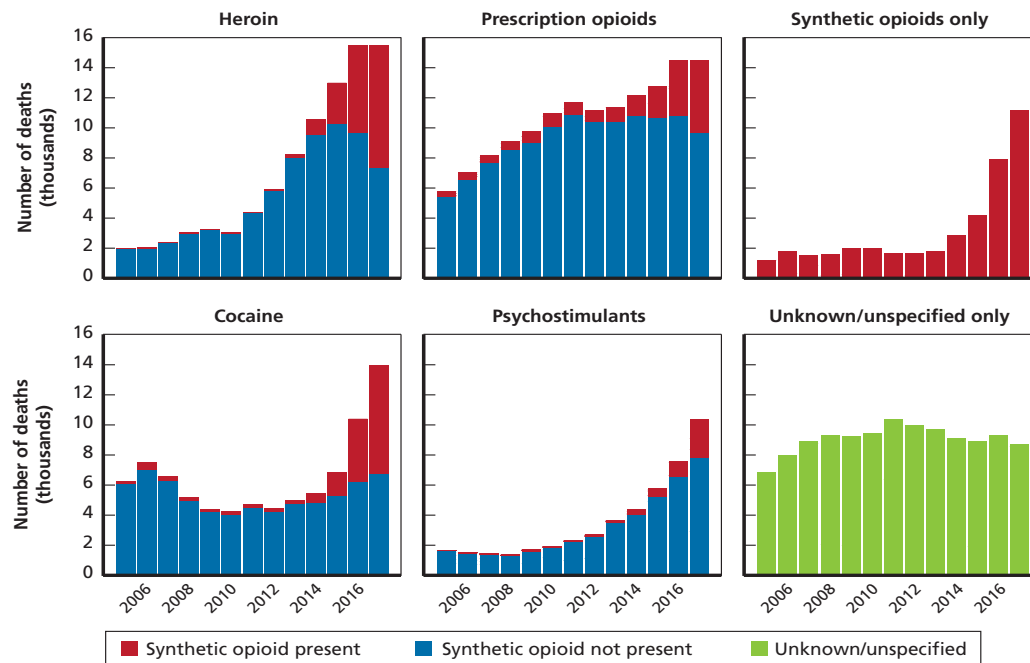 Heroin
Prescription opioids
Synthetic opioids only
Number of deaths
(thousands)
16
14
12
10
8
6
4
2
0
Cocaine
Psychostimulants
Unknown/unspecified only
Number of deaths
(thousands)
16
14
12
10
8
6
4
2
0
2006 2008 2010 2012 2014 2016
2006 2008 2010 2012 2014 2016
2006 2008 2010 2012 2014 2016
Synthetic opioid present Synthetic opioid not present Unknown/unspecified